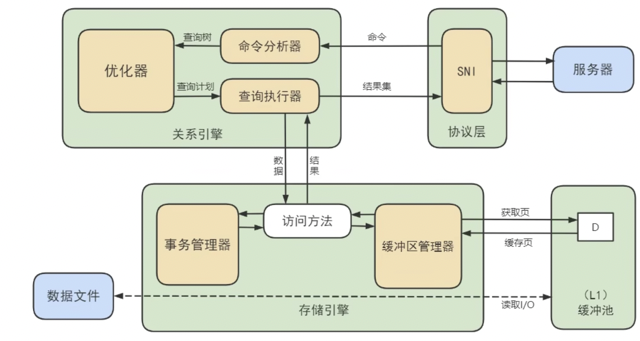 查询树
命令分析器
命令
优化器
SNI
服务器
查询计划
查询执行器
结果集
关系引擎
协议层
数据
结果
访问方法
事务管理器
缓冲区管理器
获取页
D
缓存页
数据文件
存储引擎
读取I/O
（L1）
缓冲池